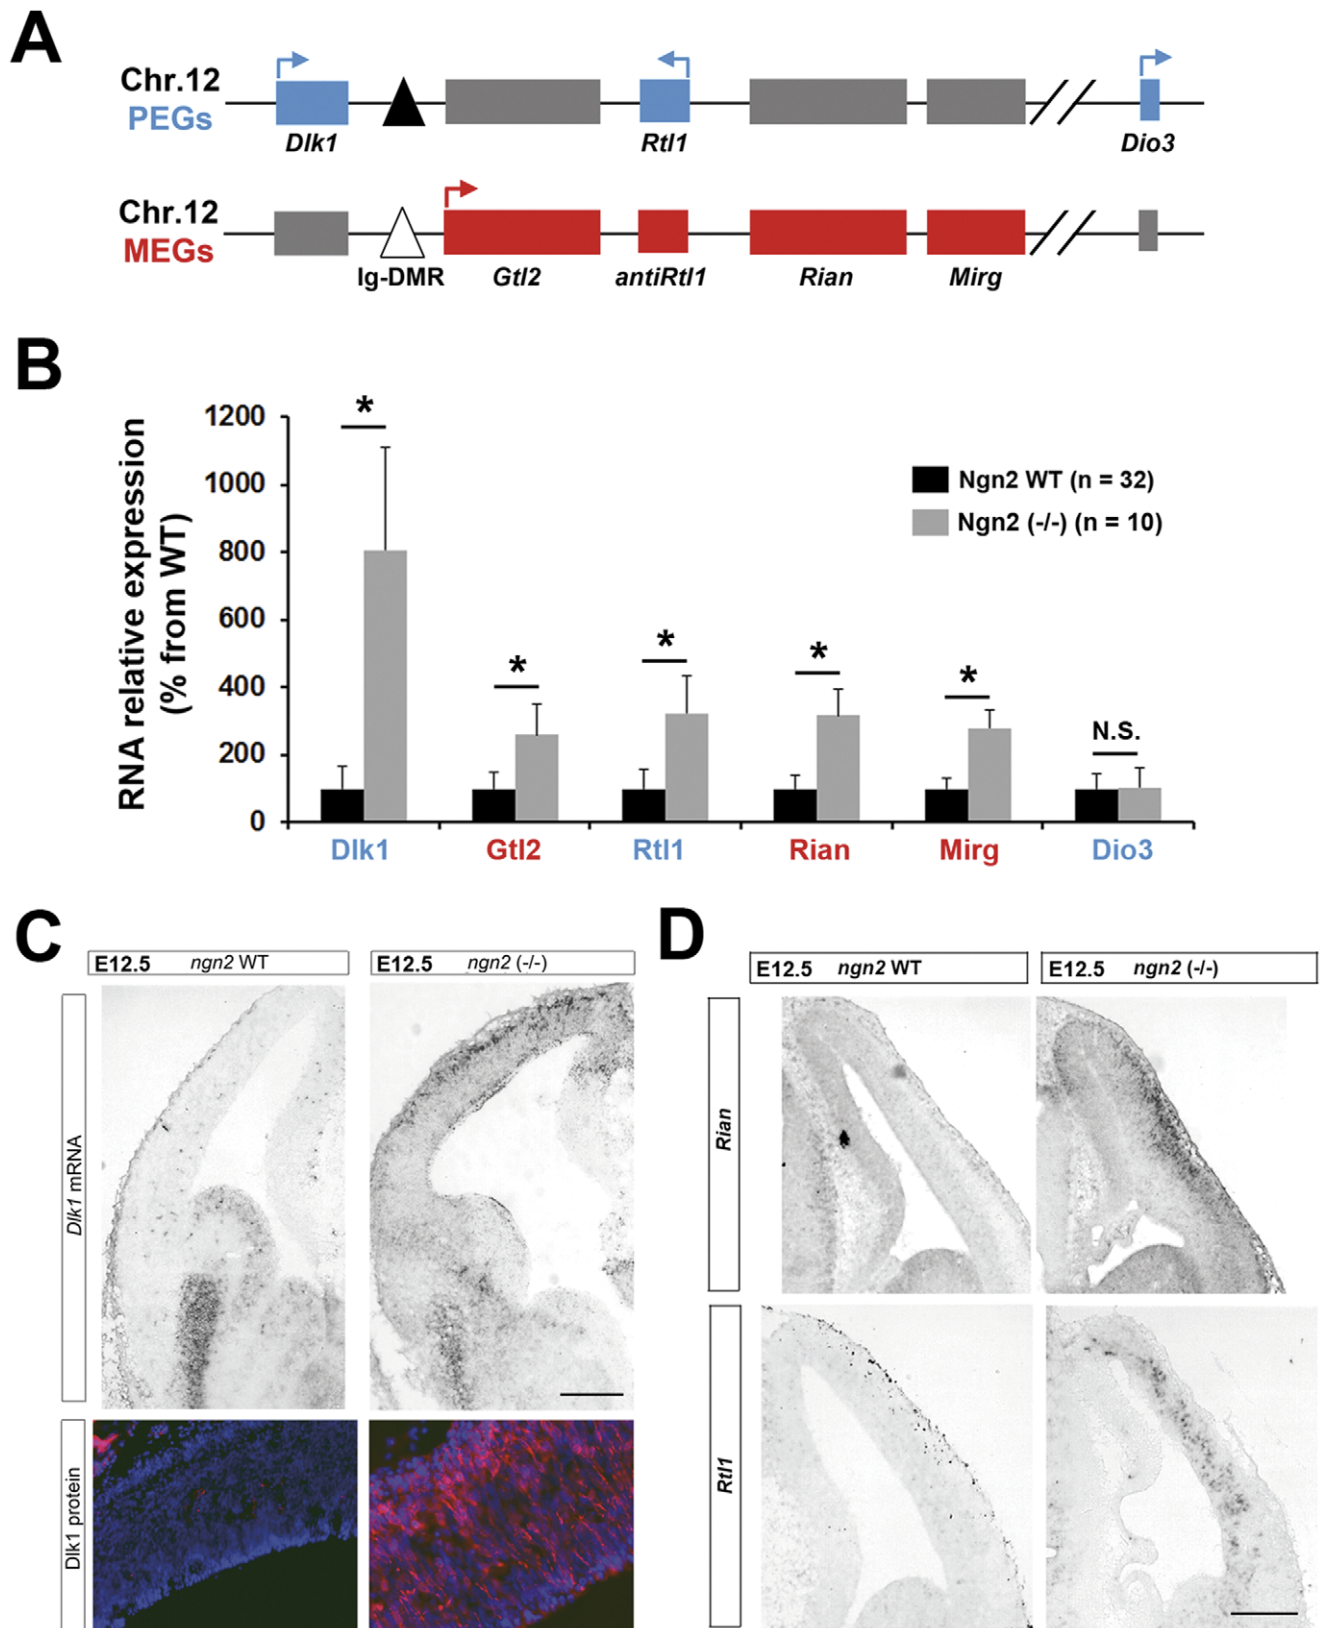 A
Chr.12
PEGs
Dlk1
Rtl1
Dio3
Chr.12
MEGs
Ig-DMR
Gtl2
antiRtl1
Rian
Mirg
B
RNA relative expression
(% from WT)
1200
1000
800
600
400
200
0
*
*
*
*
*
N.S.
Ngn2 WT (n = 32)
Ngn2 (-/-) (n = 10)
Dlk1
Gtl2
Rtl1
Rian
Mirg
Dio3
C
E12.5 ngn2 WT
E12.5 ngn2 (-/-)
Dlk1 mRNA
Dlk1 protein
D
E12.5 ngn2 WT
E12.5 ngn2 (-/-)
Rian
Rtl1